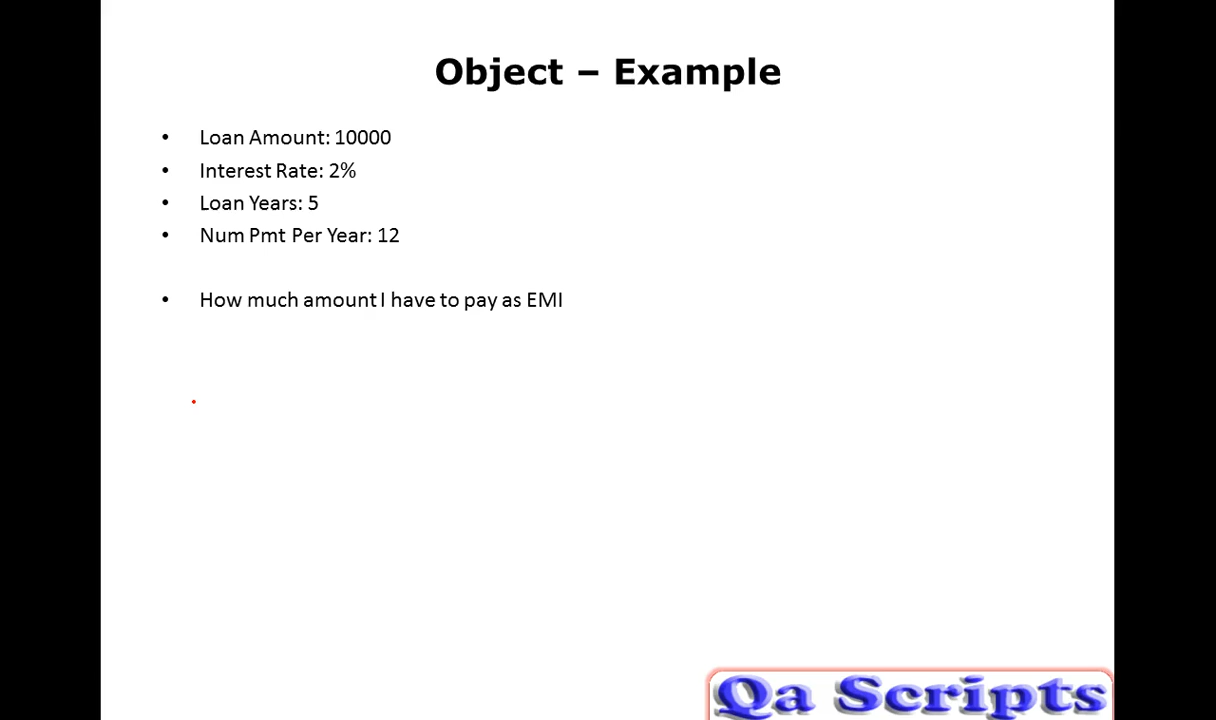 Object – Example
• Loan Amount: 10000
• Interest Rate: 2%
• Loan Years: 5
• Num Pmt Per Year: 12
• How much amount I have to pay as EMI
Qa Scripts